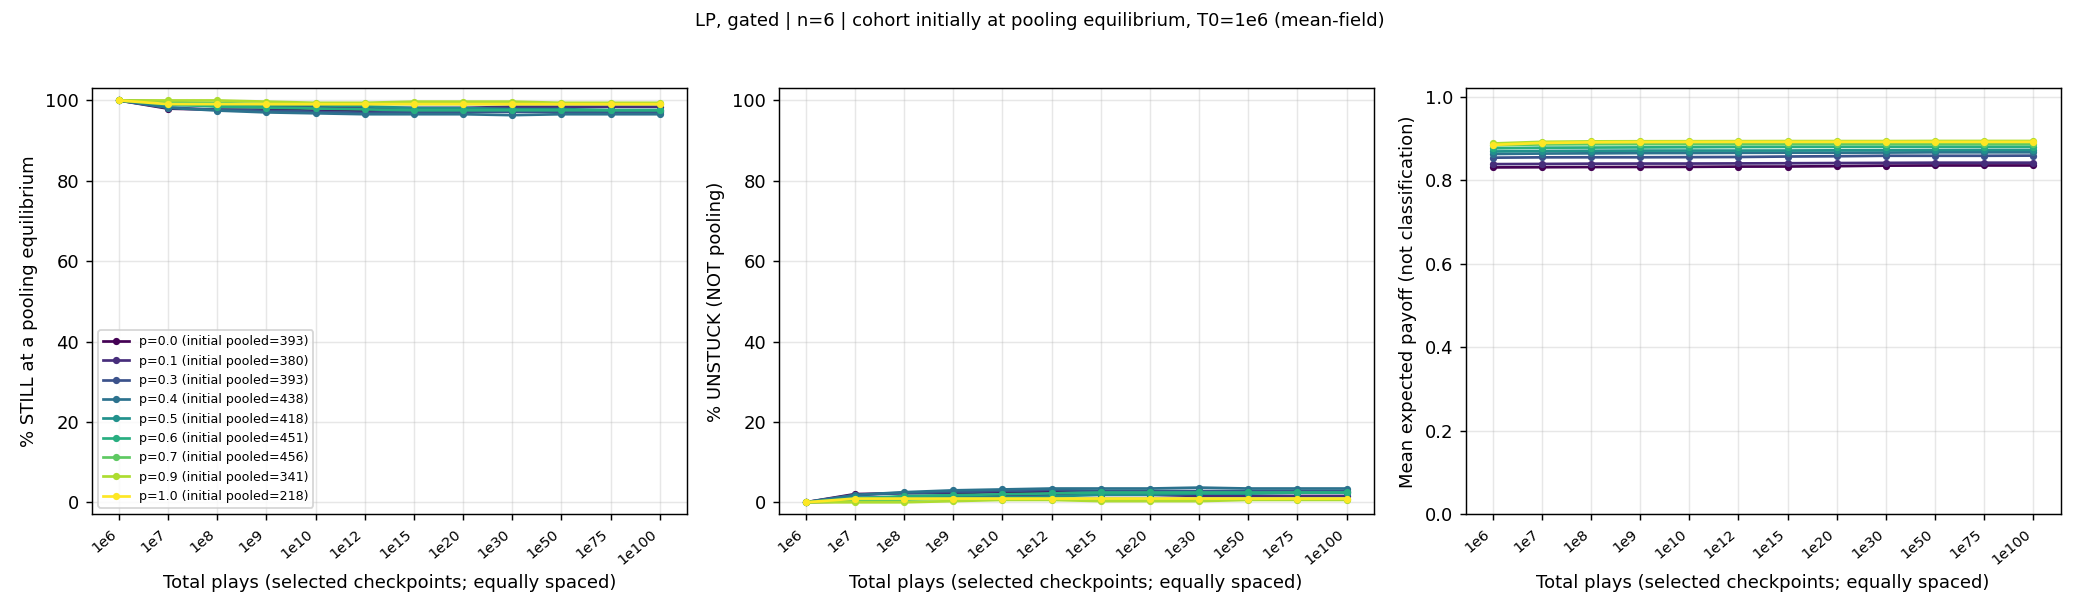 LP, gated | n=6 | cohort initially at pooling equilibrium, T0=1e6 (mean-field)
% STILL at a pooling equilibrium
100
80
60
40
20
0
p=0.0 (initial pooled=393)
p=0.1 (initial pooled=380)
p=0.3 (initial pooled=393)
p=0.4 (initial pooled=438)
p=0.5 (initial pooled=418)
p=0.6 (initial pooled=451)
p=0.7 (initial pooled=456)
p=0.9 (initial pooled=341)
p=1.0 (initial pooled=218)
1e6 1e7 1e8 1e9 1e10 1e12 1e15 1e20 1e30 1e50 1e75 1e100
Total plays (selected checkpoints; equally spaced)
% UNSTUCK (NOT pooling)
100
80
60
40
20
0
1e6 1e7 1e8 1e9 1e10 1e12 1e15 1e20 1e30 1e50 1e75 1e100
Total plays (selected checkpoints; equally spaced)
Mean expected payoff (not classification)
1.0
0.8
0.6
0.4
0.2
0.0
1e6 1e7 1e8 1e9 1e10 1e12 1e15 1e20 1e30 1e50 1e75 1e100
Total plays (selected checkpoints; equally spaced)